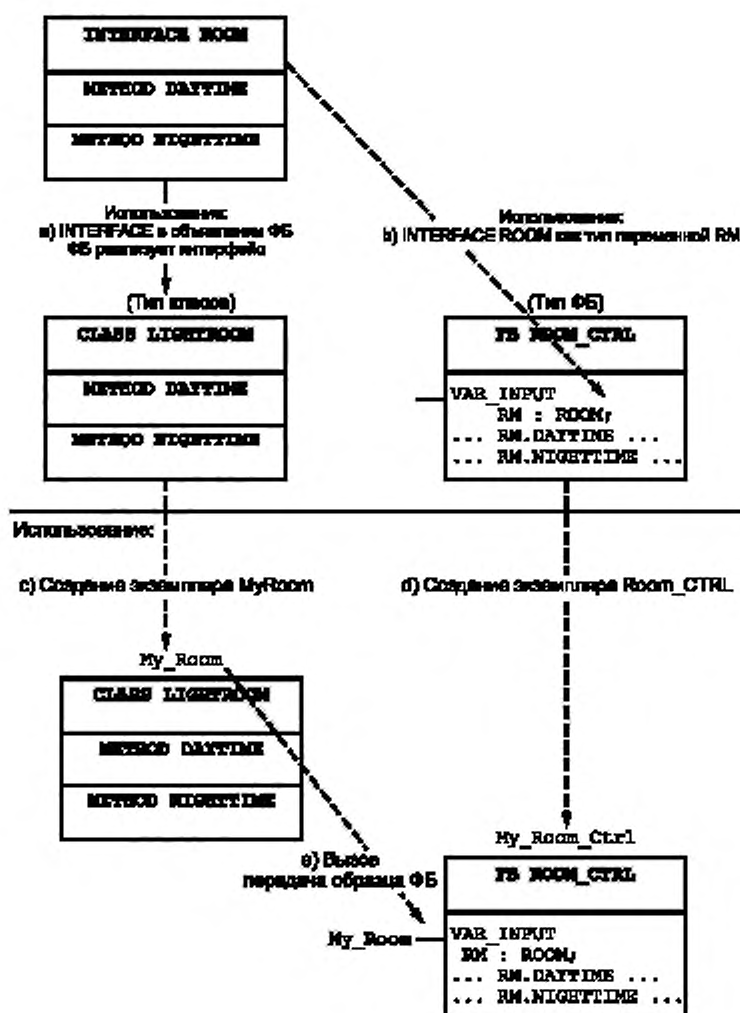 INTERFACE ROOM
METHOD DAYTIME
METHOD NIGHTTIME
Использование:
a) INTERFACE в объявлении ФБ
ФБ реализует интерфейс
Использование:
b) INTERFACE ROOM как тип переменной RM
(Тип класса)
CLASS LIGHTROOM
METHOD DAYTIME
METHOD NIGHTTIME
(Тип ФБ)
FB ROOM_CTRL
VAR_INPUT
RM : ROOM;
... RM.DAYTIME ...
... RM.NIGHTTIME ...
Использование:
c) Создание экземпляра MyRoom
d) Создание экземпляра Room_CTRL
My_Room
CLASS LIGHTROOM
METHOD DAYTIME
METHOD NIGHTTIME
e) Вызов
передача образца ФБ
My_Room_Ctrl
FB ROOM_CTRL
My_Room
VAR_INPUT
RM : ROOM;
... RM.DAYTIME ...
... RM.NIGHTTIME ...